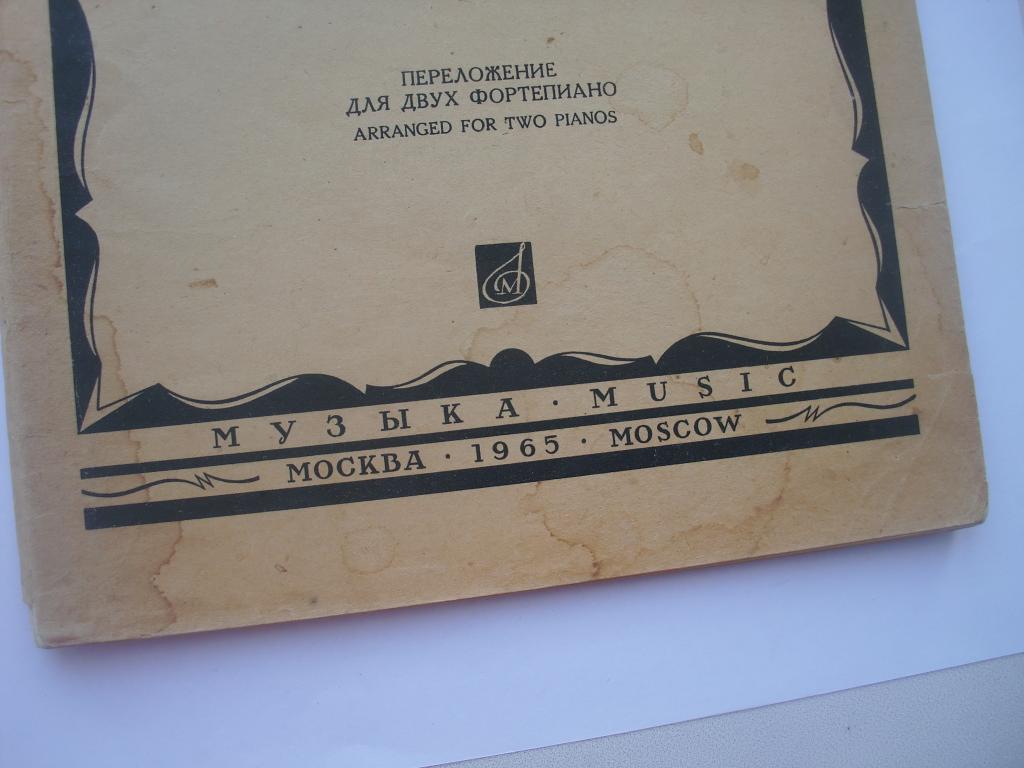 ПЕРЕЛОЖЕНИЕ
ДЛЯ ДВУХ ФОРТЕПИАНО
ARRANGED FOR TWO PIANOS
М
МУЗЫКА · MUSIC
МОСКВА · 1965 · MOSCOW